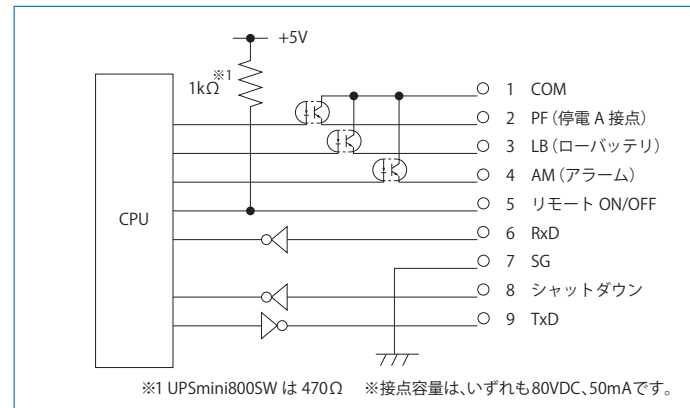 +5V
※1
1kΩ
1 COM
2 PF（停電 A 接点）
3 LB（ローバッテリ）
4 AM（アラーム）
CPU
5 リモート ON/OFF
6 RxD
7 SG
8 シャットダウン
9 TxD
※1 UPSmini800SW は 470Ω ※接点容量は、いずれも80VDC、50mAです。